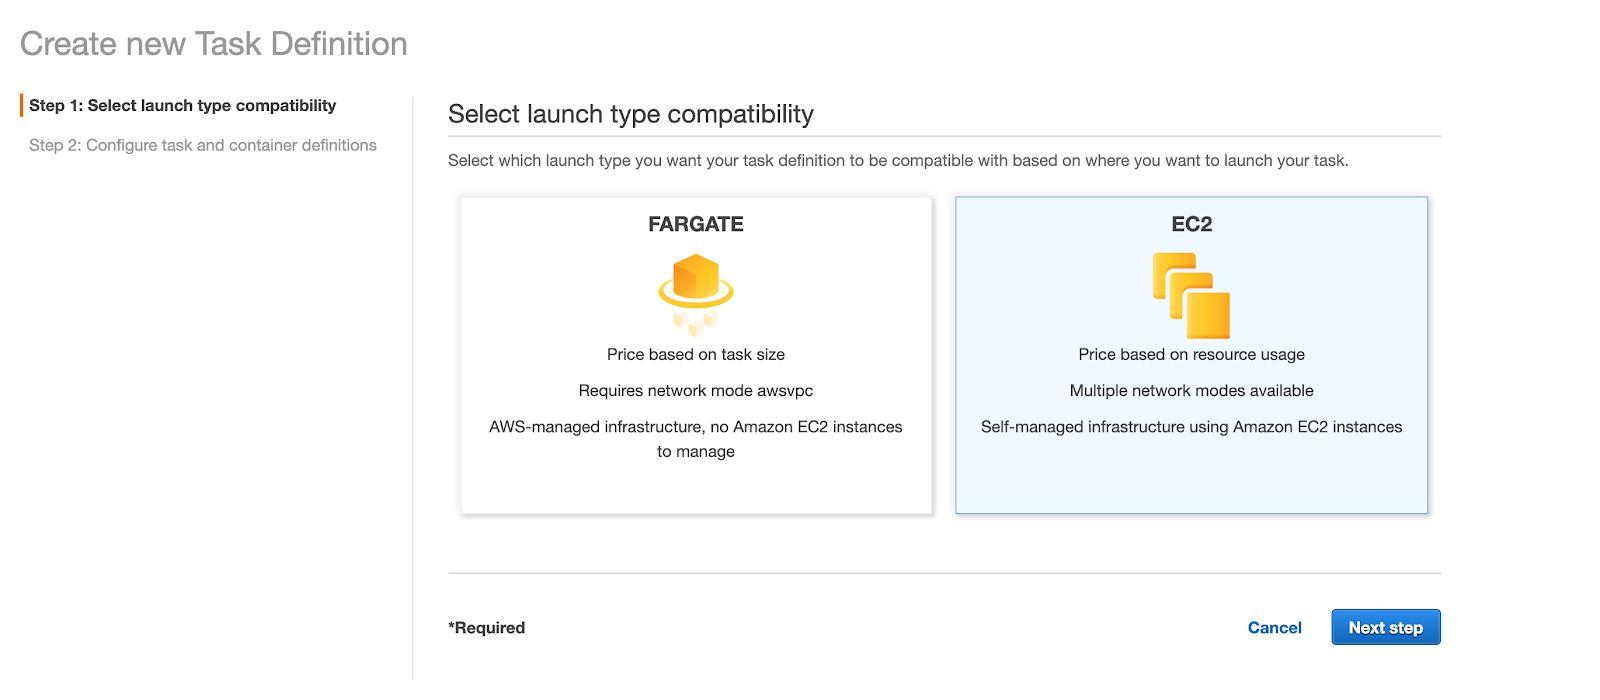 Create new Task Definition
Step 1: Select launch type compatibility
Step 2: Configure task and container definitions
Select launch type compatibility
Select which launch type you want your task definition to be compatible with based on where you want to launch your task.
FARGATE
Price based on task size
Requires network mode awsvpc
AWS-managed infrastructure, no Amazon EC2 instances
to manage
EC2
Price based on resource usage
Multiple network modes available
Self-managed infrastructure using Amazon EC2 instances
*Required
Cancel
Next step